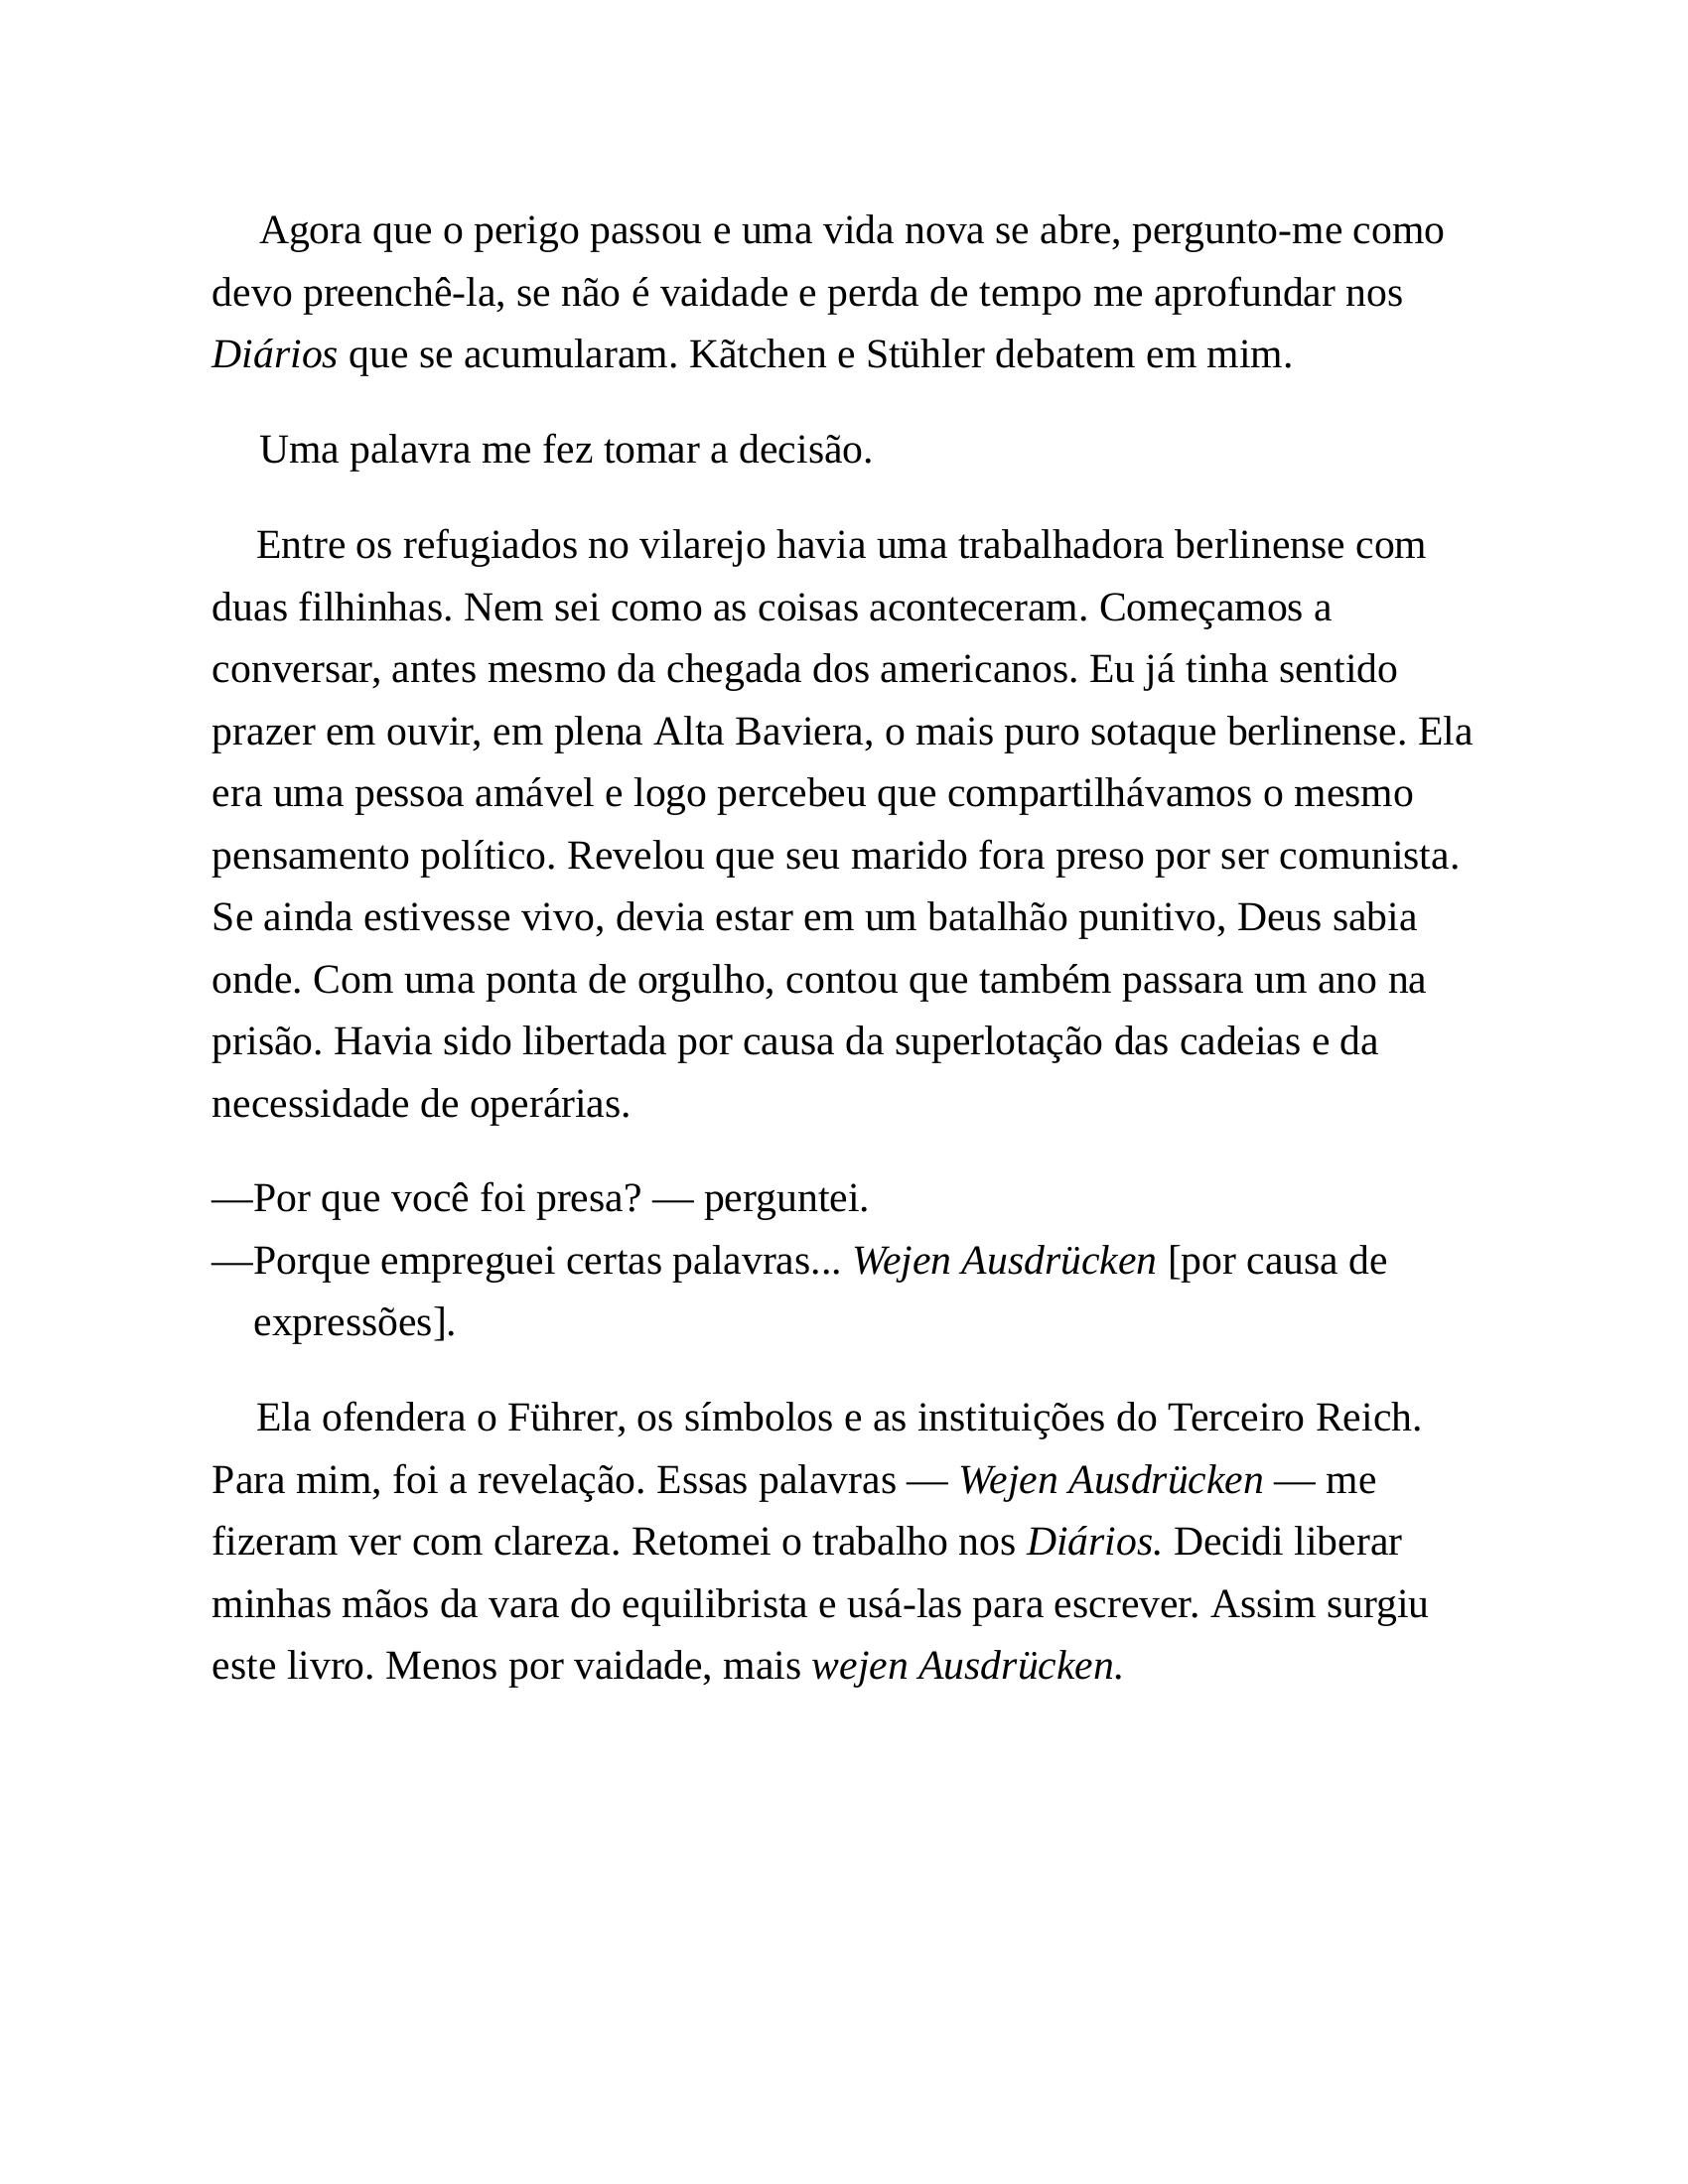 Agora que o perigo passou e uma vida nova se abre, pergunto-me como
devo preenchê-la, se não é vaidade e perda de tempo me aprofundar nos
Diários que se acumularam. Kãtchen e Stühler debatem em mim.
Uma palavra me fez tomar a decisão.
Entre os refugiados no vilarejo havia uma trabalhadora berlinense com
duas filhinhas. Nem sei como as coisas aconteceram. Começamos a
conversar, antes mesmo da chegada dos americanos. Eu já tinha sentido
prazer em ouvir, em plena Alta Baviera, o mais puro sotaque berlinense. Ela
era uma pessoa amável e logo percebeu que compartilhávamos o mesmo
pensamento político. Revelou que seu marido fora preso por ser comunista.
Se ainda estivesse vivo, devia estar em um batalhão punitivo, Deus sabia
onde. Com uma ponta de orgulho, contou que também passara um ano na
prisão. Havia sido libertada por causa da superlotação das cadeias e da
necessidade de operárias.
—Por que você foi presa? — perguntei.
—Porque empreguei certas palavras... Wejen Ausdrücken [por causa de
expressões].
Ela ofendera o Führer, os símbolos e as instituições do Terceiro Reich.
Para mim, foi a revelação. Essas palavras — Wejen Ausdrücken — me
fizeram ver com clareza. Retomei o trabalho nos Diários. Decidi liberar
minhas mãos da vara do equilibrista e usá-las para escrever. Assim surgiu
este livro. Menos por vaidade, mais wejen Ausdrücken.